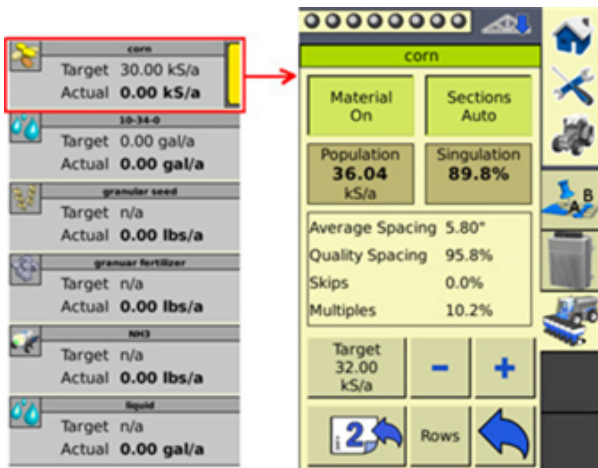 corn
Target 30.00 kS/a
Actual 0.00 kS/a
10-34-0
Target 0.00 gal/a
Actual 0.00 gal/a
granular seed
Target n/a
Actual 0.00 lbs/a
granuar fertilizer
Target n/a
Actual 0.00 lbs/a
NH3
Target n/a
Actual 0.00 lbs/a
liquid
Target n/a
Actual 0.00 gal/a
corn
Material
On
Sections
Auto
Population
36.04
kS/a
Singulation
89.8%
Average Spacing 5.80"
Quality Spacing 95.8%
Skips 0.0%
Multiples 10.2%
Target
32.00
kS/a
- +
2
Rows
A B